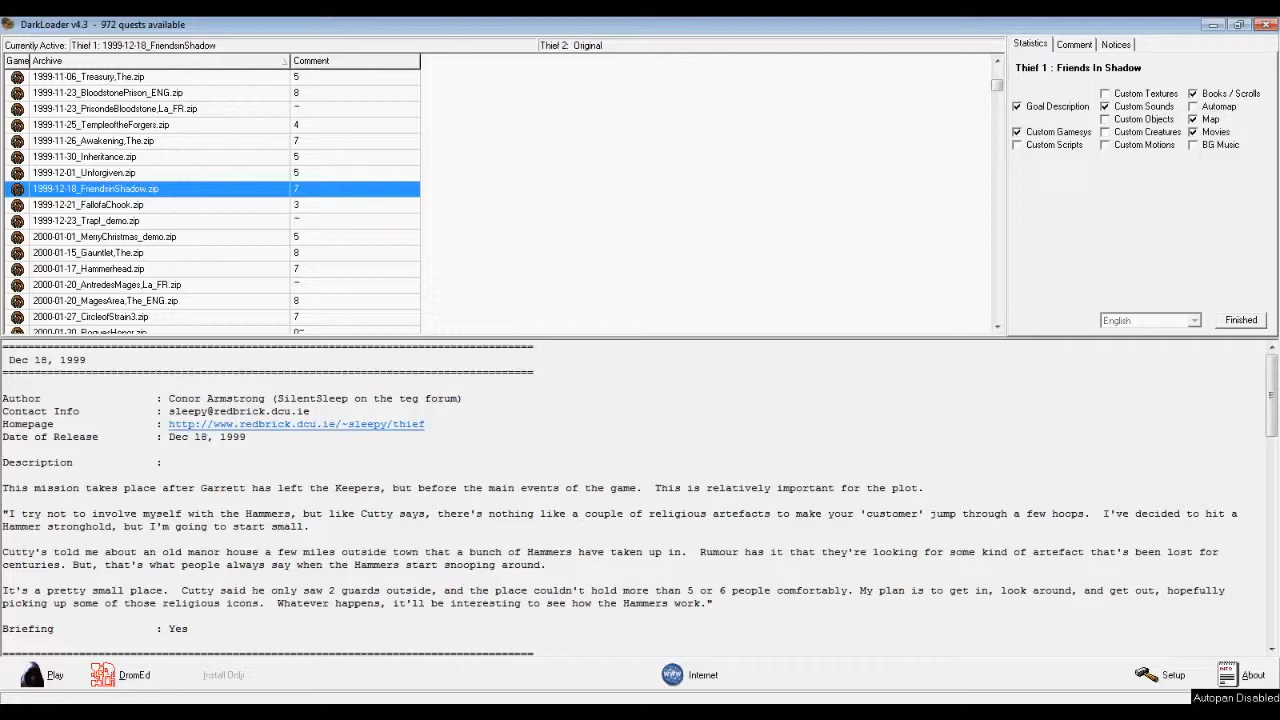 DarkLoader v4.3 - 972 quests available
Currently Active: Thief 1: 1999-12-18_FriendsinShadow
Thief 2: Original
Game Archive Comment
1999-11-06_Treasury,The.zip 5
1999-11-23_BloodstonePrison_ENG.zip 8
1999-11-23_PrisondeBloodstone,La_FR.zip ~
1999-11-25_TempleoftheForgers.zip 4
1999-11-26_Awakening,The.zip 7
1999-11-30_Inheritance.zip 5
1999-12-01_Unforgiven.zip 5
1999-12-18_FriendsinShadow.zip 7
1999-12-21_FallofaChook.zip 3
1999-12-23_Trap!_demo.zip ~
2000-01-01_MerryChristmas_demo.zip 5
2000-01-15_Gauntlet,The.zip 8
2000-01-17_Hammerhead.zip 7
2000-01-20_AntredesMages,La_FR.zip ~
2000-01-20_MagesArea,The_ENG.zip 8
2000-01-27_CircleofStrain3.zip 7
2000-01-30_RoguesHonor.zip 0~
Statistics Comment Notices
Thief 1 : Friends In Shadow
Custom Textures Books / Scrolls
Goal Description Custom Sounds Automap
Custom Objects Map
Custom Gamesys Custom Creatures Movies
Custom Scripts Custom Motions BG Music
English Finished
==============================================================================
Dec 18, 1999
==============================================================================
Author : Conor Armstrong (SilentSleep on the teg forum)
Contact Info : sleepy@redbrick.dcu.ie
Homepage : http://www.redbrick.dcu.ie/~sleepy/thief
Date of Release : Dec 18, 1999
Description :
This mission takes place after Garrett has left the Keepers, but before the main events of the game. This is relatively important for the plot.
"I try not to involve myself with the Hammers, but like Cutty says, there's nothing like a couple of religious artefacts to make your 'customer' jump through a few hoops. I've decided to hit a
Hammer stronghold, but I'm going to start small.
Cutty's told me about an old manor house a few miles outside town that a bunch of Hammers have taken up in. Rumour has it that they're looking for some kind of artefact that's been lost for
centuries. But, that's what people always say when the Hammers start snooping around.
It's a pretty small place. Cutty said he only saw 2 guards outside, and the place couldn't hold more than 5 or 6 people comfortably. My plan is to get in, look around, and get out, hopefully
picking up some of those religious icons. Whatever happens, it'll be interesting to see how the Hammers work."
Briefing : Yes
==============================================================================
Play DromEd Install Only Internet Setup About
Autopan Disabled